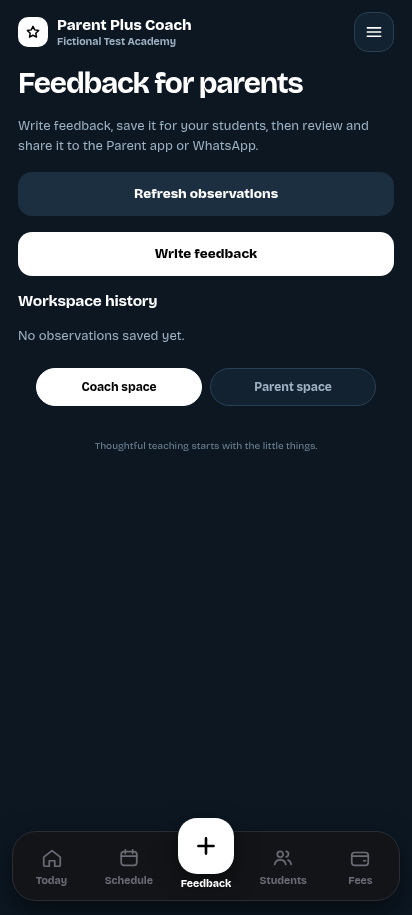 Parent Plus Coach
Fictional Test Academy
Feedback for parents
Write feedback, save it for your students, then review and
share it to the Parent app or WhatsApp.
Refresh observations
Write feedback
Workspace history
No observations saved yet.
Coach space
Parent space
Thoughtful teaching starts with the little things.
Today
Schedule
Feedback
Students
Fees